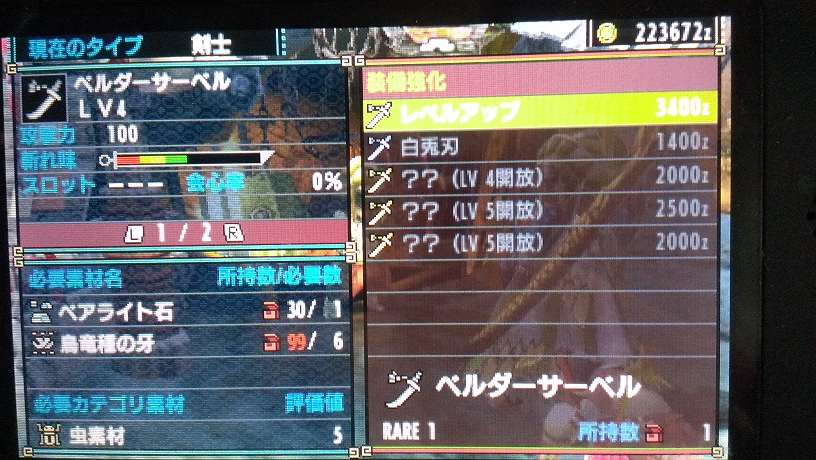 現在のタイプ 剣士
223672z
ベルダーサーベル
LV4
攻撃力 100
斬れ味
スロット ――― 会心率 0%
L 1 / 2 R
必要素材名 所持数/必要数
ベアライト石 30/ 1
鳥竜種の牙 99/ 6
必要カテゴリ素材 評価値
虫素材 5
装備強化
レベルアップ 3400z
白兎刃 1400z
?? (LV 4開放) 2000z
?? (LV 5開放) 2500z
?? (LV 5開放) 2000z
ベルダーサーベル
RARE 1 所持数 1